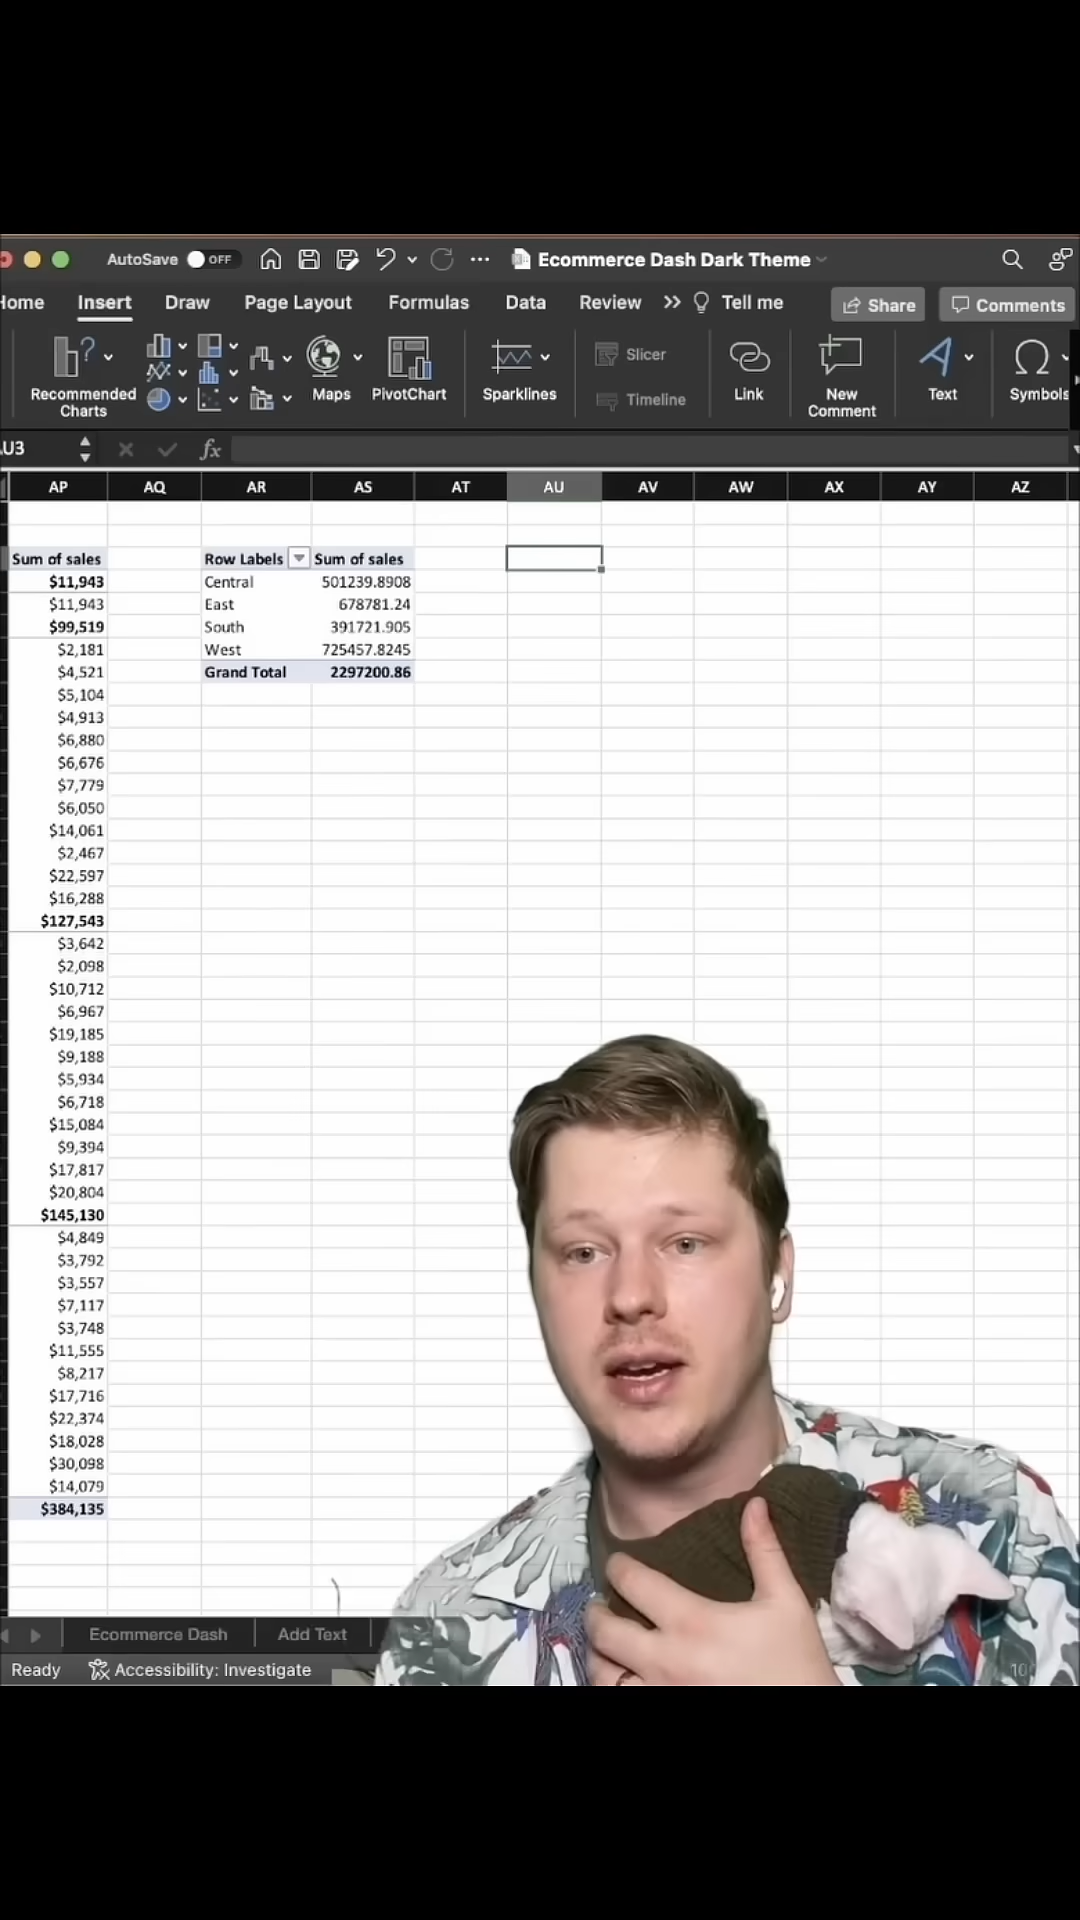 AutoSave OFF Ecommerce Dash Dark Theme
Home Insert Draw Page Layout Formulas Data Review Tell me Share Comments
Recommended Charts Maps PivotChart Sparklines Slicer Timeline Link New Comment Text Symbols
U3 fx
AP AQ AR AS AT AU AV AW AX AY AZ
Sum of sales Row Labels Sum of sales
$11,943 Central 501239.8908
$11,943 East 678781.24
$99,519 South 391721.905
$2,181 West 725457.8245
$4,521 Grand Total 2297200.86
$5,104
$4,913
$6,880
$6,676
$7,779
$6,050
$14,061
$2,467
$22,597
$16,288
$127,543
$3,642
$2,098
$10,712
$6,967
$19,185
$9,188
$5,934
$6,718
$15,084
$9,394
$17,817
$20,804
$145,130
$4,849
$3,792
$3,557
$7,117
$3,748
$11,555
$8,217
$17,716
$22,374
$18,028
$30,098
$14,079
$384,135
Ecommerce Dash Add Text
Ready Accessibility: Investigate